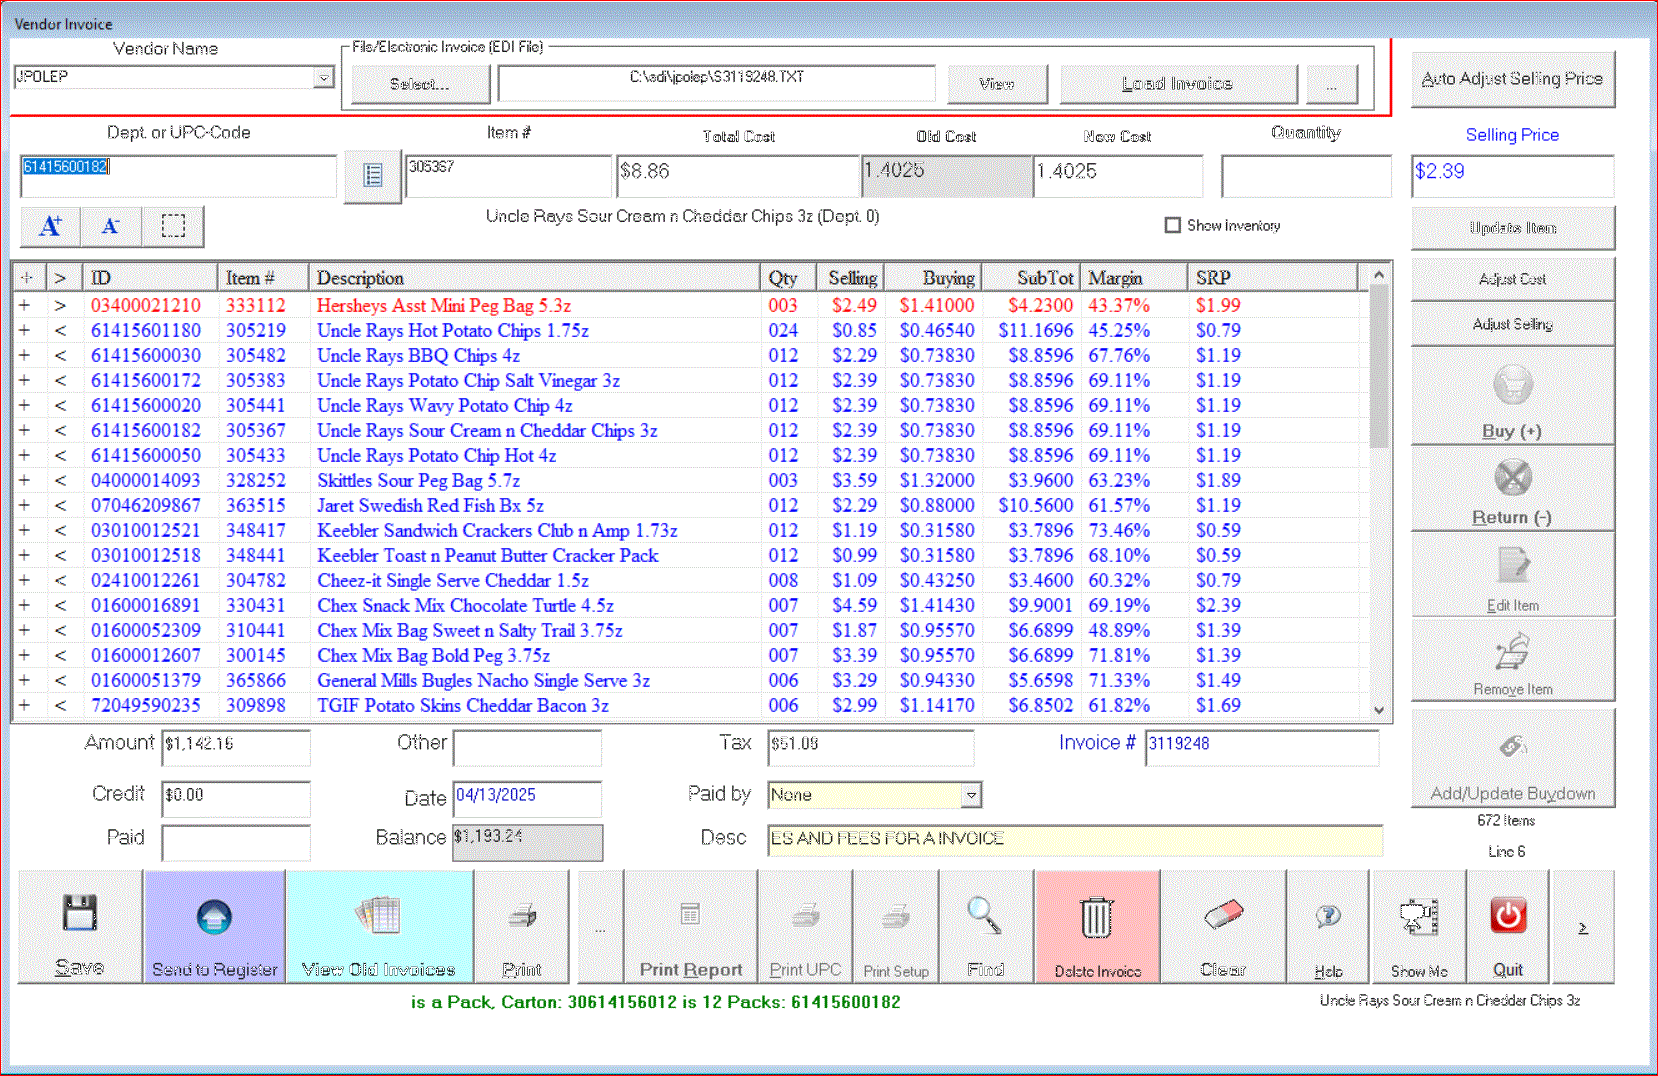 Vendor Invoice
Vendor Name
File/Electronic Invoice (EDI File)
JPOLEP
Select...
C:\edi\jpolep\S3119248.TXT
View
Load Invoice
...
Auto Adjust Selling Price
Dept. or UPC-Code
Item #
Total Cost
Old Cost
New Cost
Quantity
Selling Price
61415600182
305367
$8.86
1.4025
1.4025
$2.39
A+
A-
Uncle Rays Sour Cream n Cheddar Chips 3z (Dept. 0)
Show Inventory
Update Item
+ > ID Item # Description Qty Selling Buying SubTot Margin SRP
+ > 03400021210 333112 Hersheys Asst Mini Peg Bag 5.3z 003 $2.49 $1.41000 $4.2300 43.37% $1.99
+ < 61415601180 305219 Uncle Rays Hot Potato Chips 1.75z 024 $0.85 $0.46540 $11.1696 45.25% $0.79
+ < 61415600030 305482 Uncle Rays BBQ Chips 4z 012 $2.29 $0.73830 $8.8596 67.76% $1.19
+ < 61415600172 305383 Uncle Rays Potato Chip Salt Vinegar 3z 012 $2.39 $0.73830 $8.8596 69.11% $1.19
+ < 61415600020 305441 Uncle Rays Wavy Potato Chip 4z 012 $2.39 $0.73830 $8.8596 69.11% $1.19
+ < 61415600182 305367 Uncle Rays Sour Cream n Cheddar Chips 3z 012 $2.39 $0.73830 $8.8596 69.11% $1.19
+ < 61415600050 305433 Uncle Rays Potato Chip Hot 4z 012 $2.39 $0.73830 $8.8596 69.11% $1.19
+ < 04000014093 328252 Skittles Sour Peg Bag 5.7z 003 $3.59 $1.32000 $3.9600 63.23% $1.89
+ < 07046209867 363515 Jaret Swedish Red Fish Bx 5z 012 $2.29 $0.88000 $10.5600 61.57% $1.19
+ < 03010012521 348417 Keebler Sandwich Crackers Club n Amp 1.73z 012 $1.19 $0.31580 $3.7896 73.46% $0.59
+ < 03010012518 348441 Keebler Toast n Peanut Butter Cracker Pack 012 $0.99 $0.31580 $3.7896 68.10% $0.59
+ < 02410012261 304782 Cheez-it Single Serve Cheddar 1.5z 008 $1.09 $0.43250 $3.4600 60.32% $0.79
+ < 01600016891 330431 Chex Snack Mix Chocolate Turtle 4.5z 007 $4.59 $1.41430 $9.9001 69.19% $2.39
+ < 01600052309 310441 Chex Mix Bag Sweet n Salty Trail 3.75z 007 $1.87 $0.95570 $6.6899 48.89% $1.39
+ < 01600012607 300145 Chex Mix Bag Bold Peg 3.75z 007 $3.39 $0.95570 $6.6899 71.81% $1.39
+ < 01600051379 365866 General Mills Bugles Nacho Single Serve 3z 006 $3.29 $0.94330 $5.6598 71.33% $1.49
+ < 72049590235 309898 TGIF Potato Skins Cheddar Bacon 3z 006 $2.99 $1.14170 $6.8502 61.82% $1.69
Adjust Cost
Adjust Selling
Buy (+)
Return (-)
Edit Item
Remove Item
Add/Update Buydown
672 Items
Line 6
Amount $1,142.16
Other
Tax $51.08
Invoice # 3119248
Credit $0.00
Date 04/13/2025
Paid by None
Paid
Balance $1,193.24
Desc ES AND FEES FOR A INVOICE
Save
Send to Register
View Old Invoices
Print
...
Print Report
Print UPC
Print Setup
Find
Delete Invoice
Clear
Help
Show Me
Quit
>
is a Pack, Carton: 30614156012 is 12 Packs: 61415600182
Uncle Rays Sour Cream n Cheddar Chips 3z